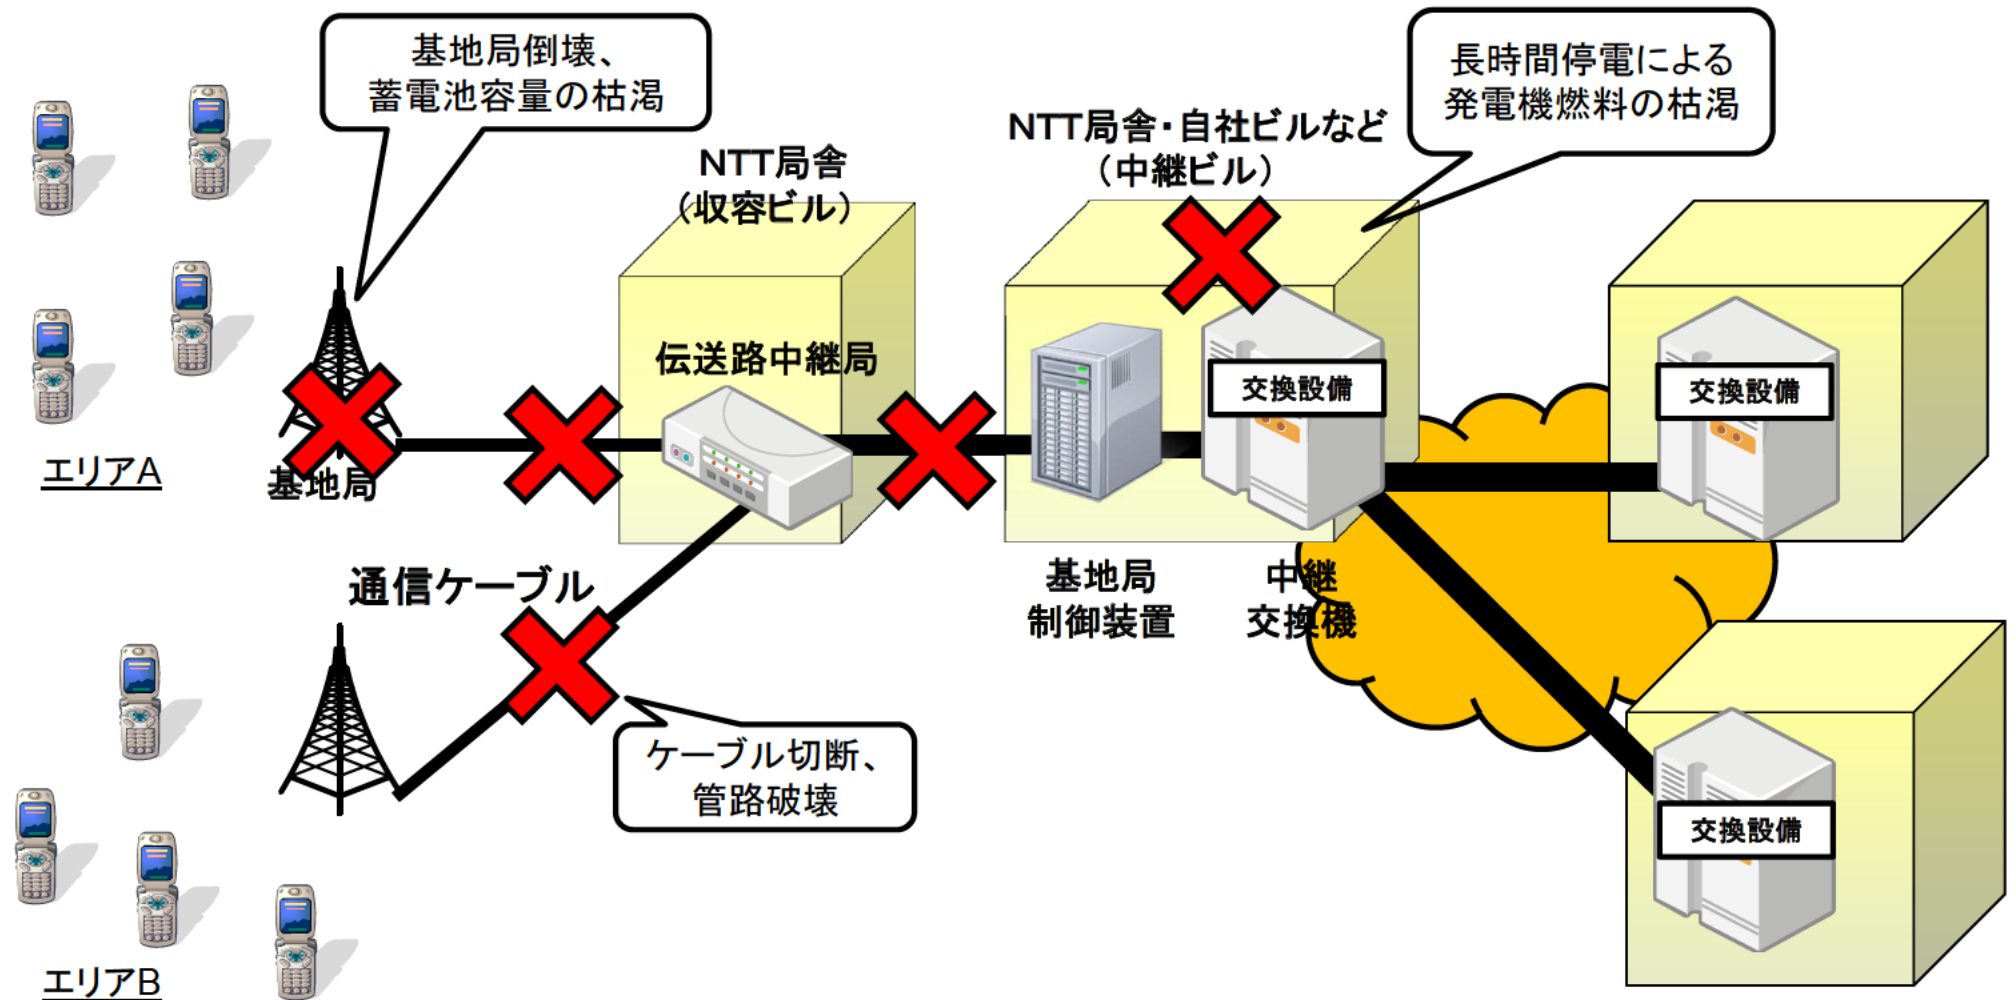 基地局倒壊、
蓄電池容量の枯渇
長時間停電による
発電機燃料の枯渇
NTT局舎・自社ビルなど
（中継ビル）
NTT局舎
（収容ビル）
伝送路中継局
交換設備
交換設備
エリアA
基地局
通信ケーブル
基地局
制御装置
中継
交換機
ケーブル切断、
管路破壊
交換設備
エリアB